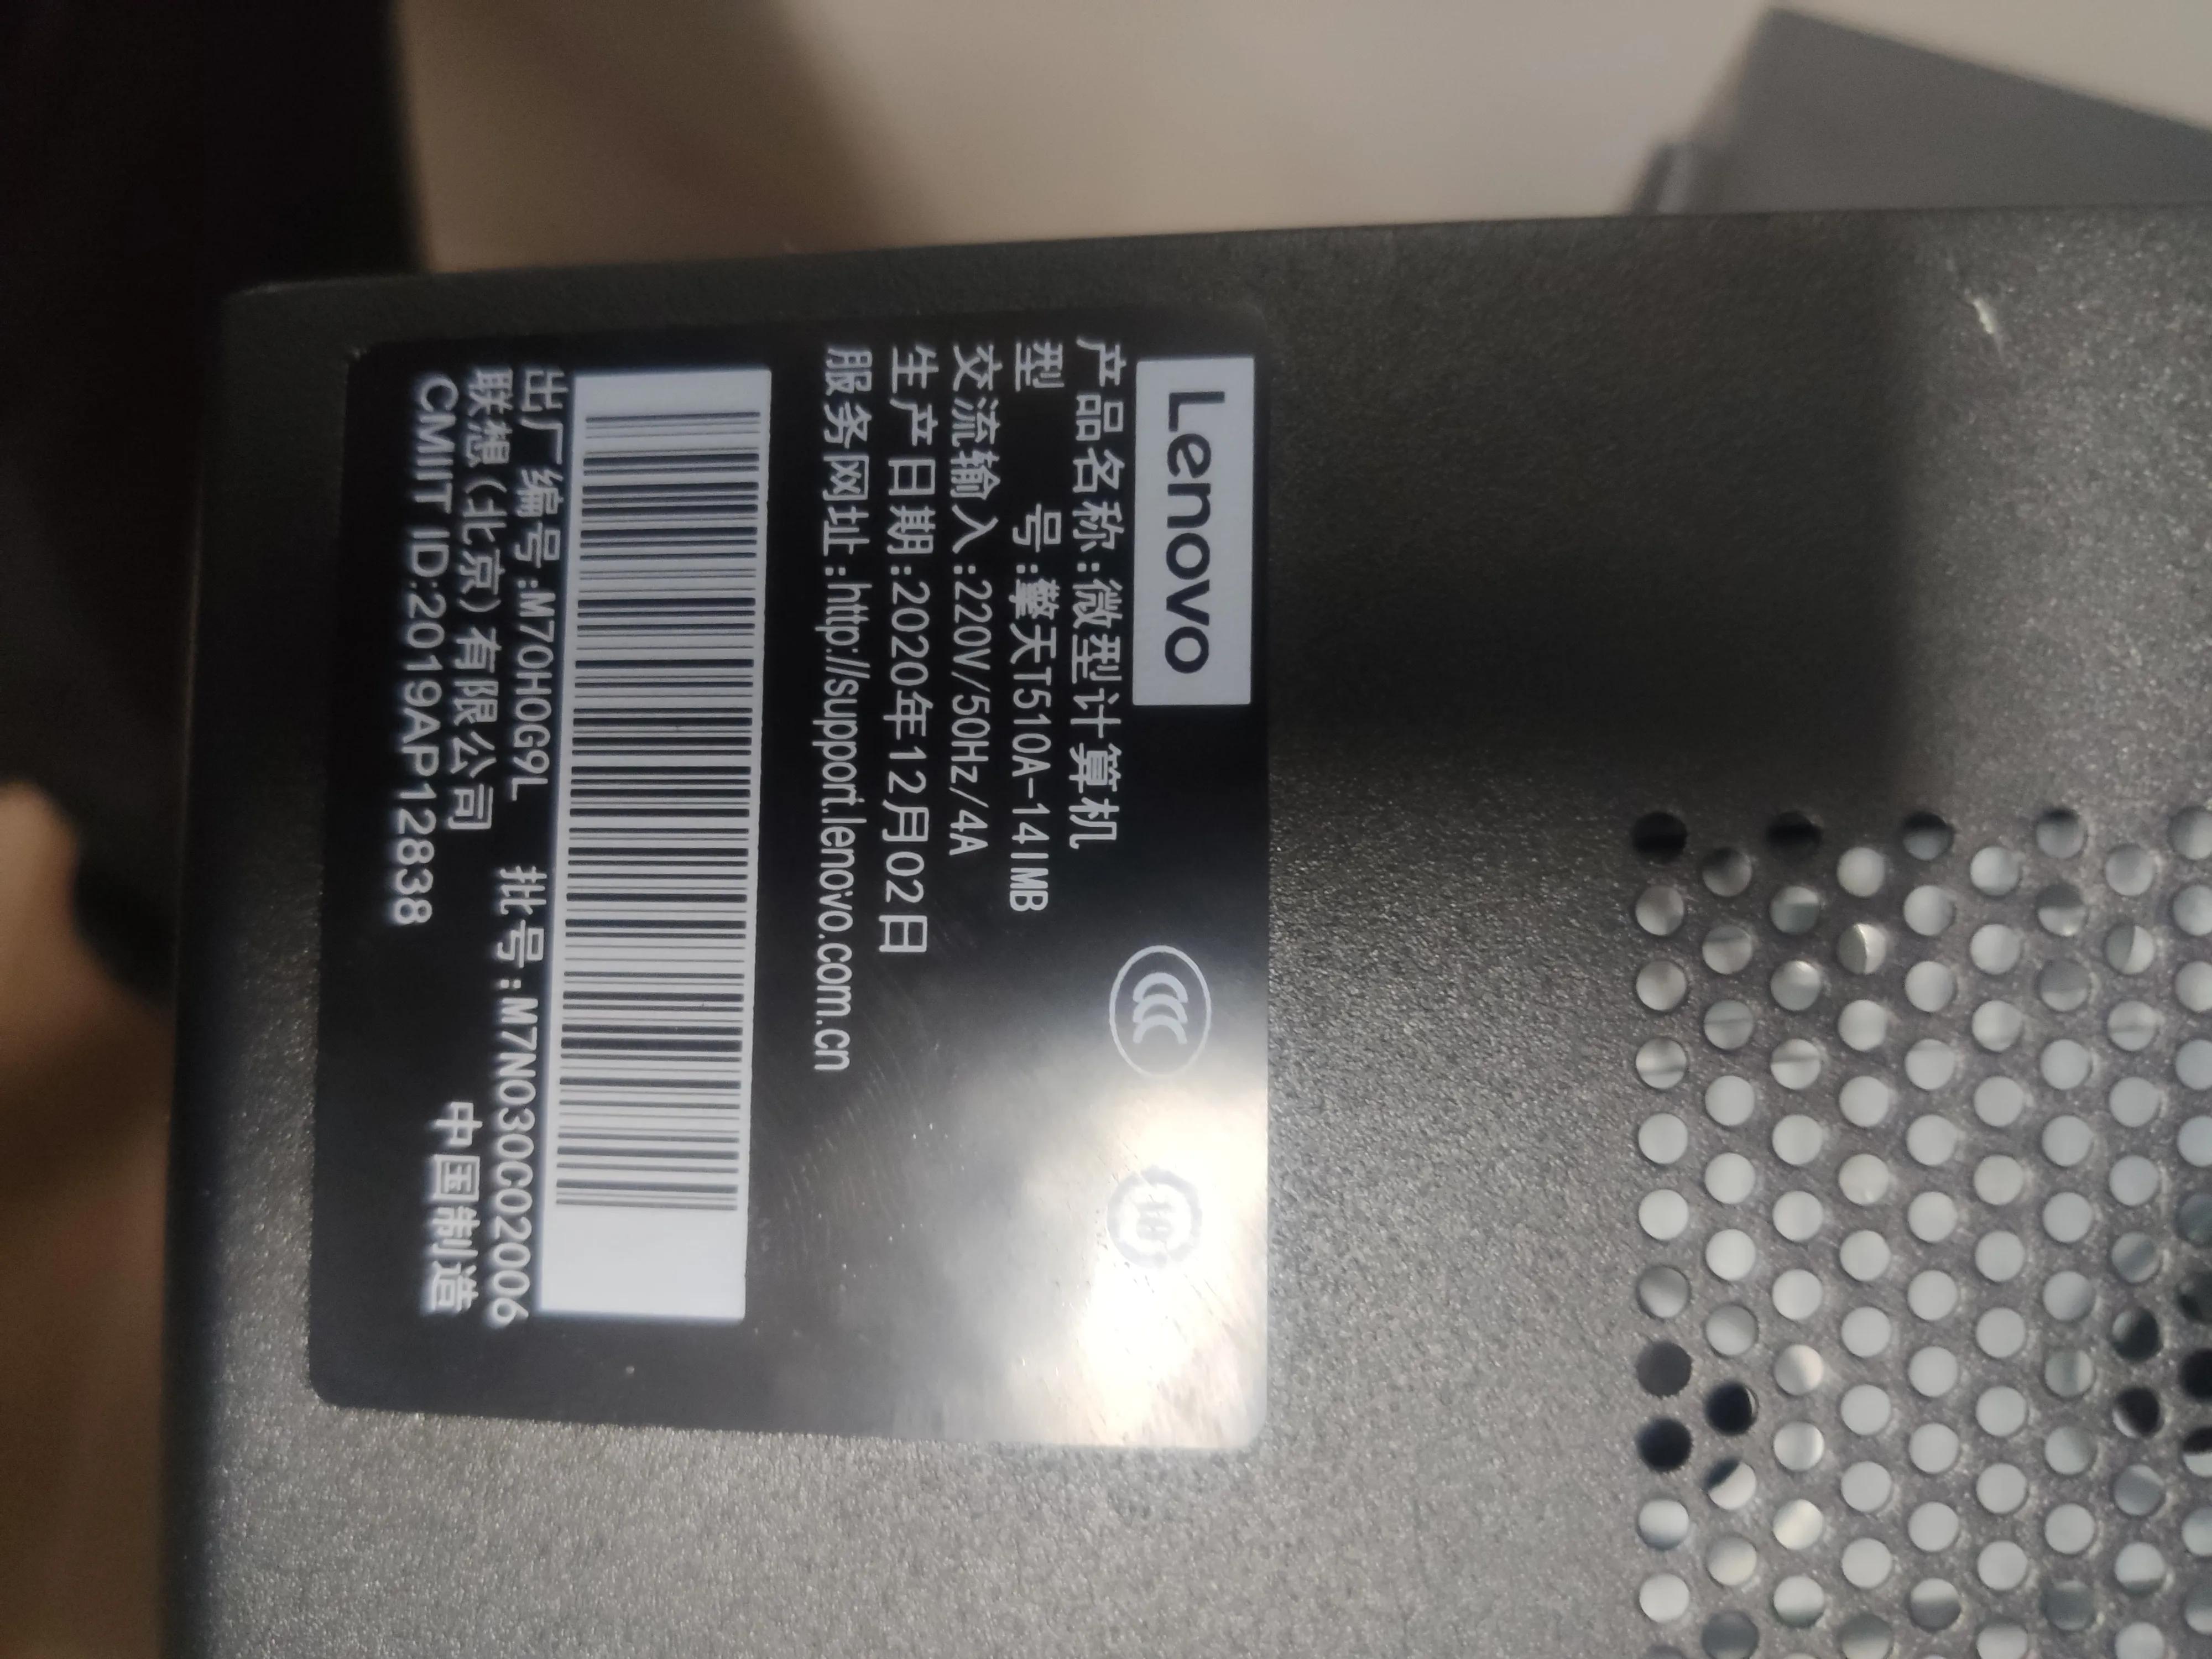 Lenovo
产品名称:微型计算机
型 号:擎天T510A-14IMB
交流输入:220V/50Hz/4A
生产日期:2020年12月02日
服务网址:http://support.lenovo.com.cn
出厂编号:M70H0G9L 批号:M7N030C02006
联想(北京)有限公司 中国制造
CMIIT ID:2019AP12838
10